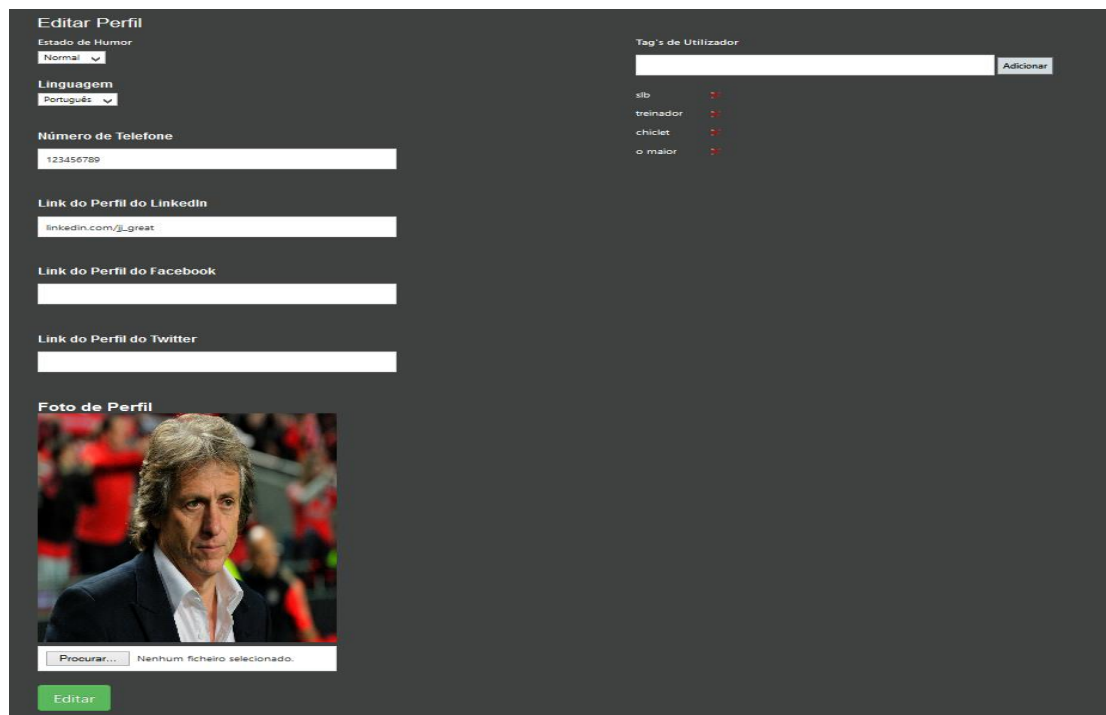 Editar Perfil
Estado de Humor
Normal
Linguagem
Português
Número de Telefone
123456789
Link do Perfil do LinkedIn
linkedin.com/jj_great
Link do Perfil do Facebook
Link do Perfil do Twitter
Foto de Perfil
Procurar... Nenhum ficheiro selecionado.
Editar
Tag's de Utilizador
Adicionar
slb
treinador
chiclet
o maior